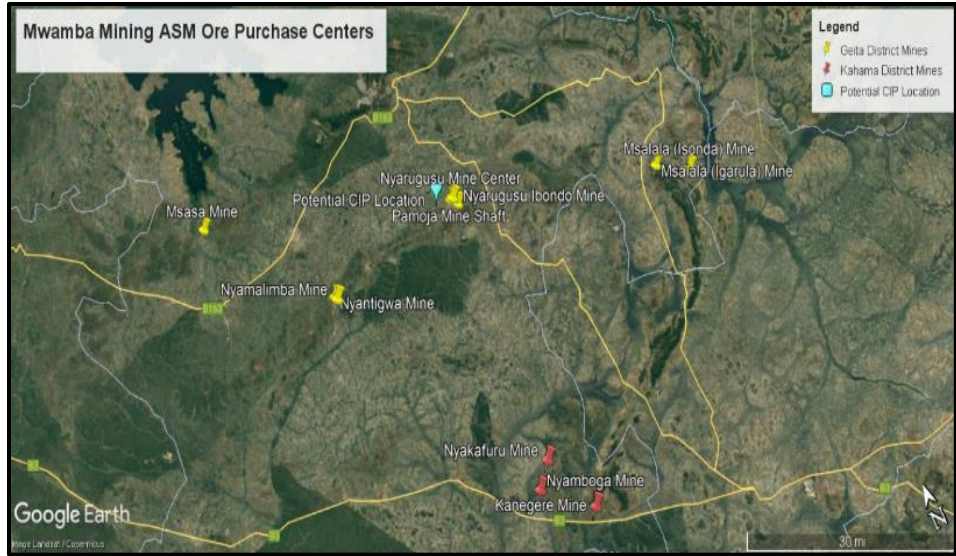 Mwamba Mining ASM Ore Purchase Centers
Legend
Geita District Mines
Kahama District Mines
Potential CIP Location
B163
Msalala (Isonda) Mine
Msalala (Igarula) Mine
Nyarugusu Mine Center
Potential CIP Location
Nyarugusu Ibondo Mine
Pamoja Mine Shaft
Msasa Mine
Nyamalimba Mine
Nyantigwa Mine
B163
Nyakafuru Mine
Nyamboga Mine
Kanegere Mine
B3
Google Earth
Image Landsat / Copernicus
30 mi
N